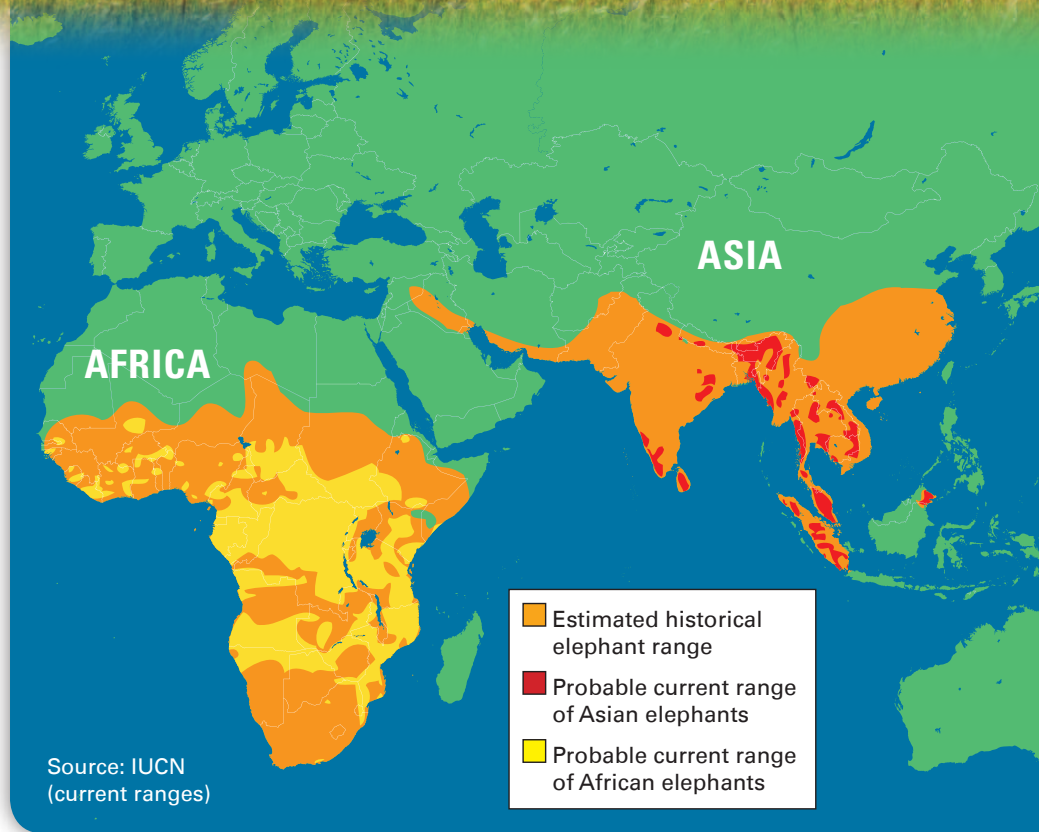 ASIA
AFRICA
Estimated historical
elephant range
Probable current range
of Asian elephants
Probable current range
of African elephants
Source: IUCN
(current ranges)